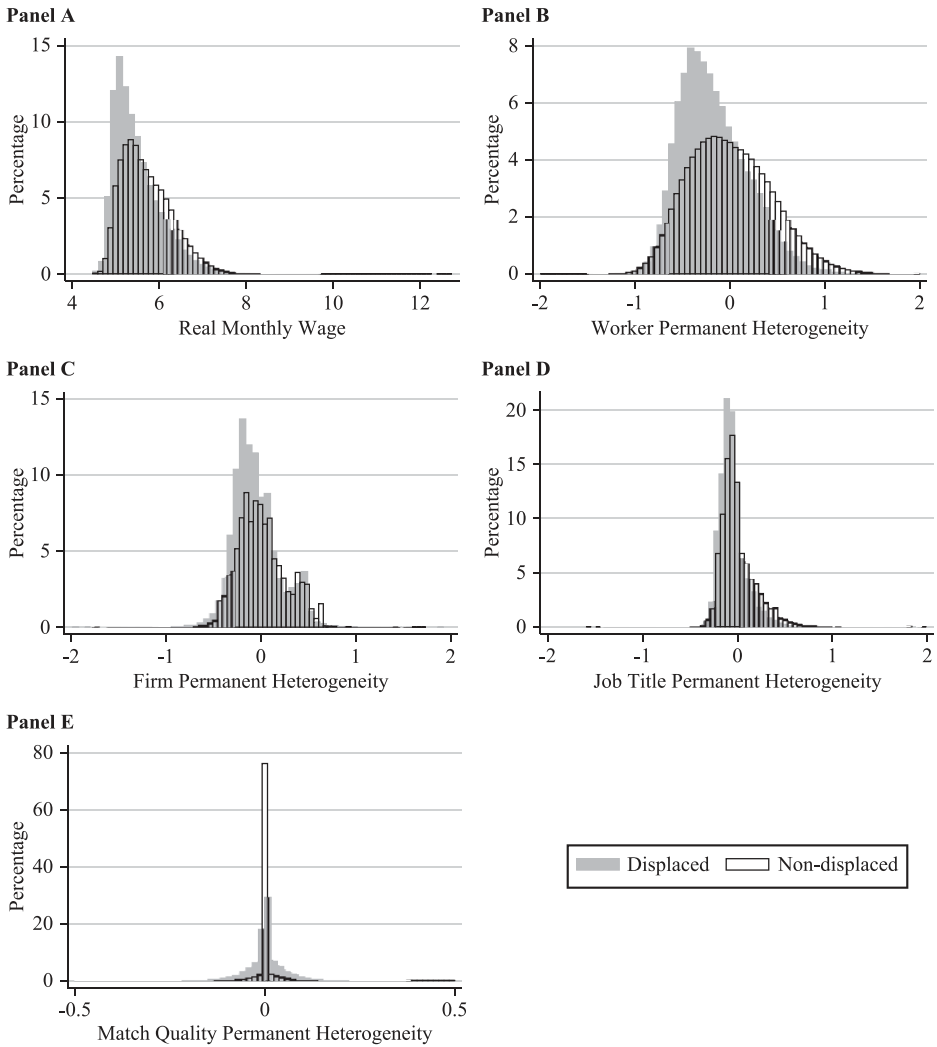 Panel A
15
10
5
0
Percentage
4 6 8 10 12
Real Monthly Wage
Panel B
8
6
4
2
0
Percentage
-2 -1 0 1 2
Worker Permanent Heterogeneity
Panel C
15
10
5
0
Percentage
-2 -1 0 1 2
Firm Permanent Heterogeneity
Panel D
20
15
10
5
0
Percentage
-2 -1 0 1 2
Job Title Permanent Heterogeneity
Panel E
80
60
40
20
0
Percentage
-0.5 0 0.5
Match Quality Permanent Heterogeneity
Displaced Non-displaced